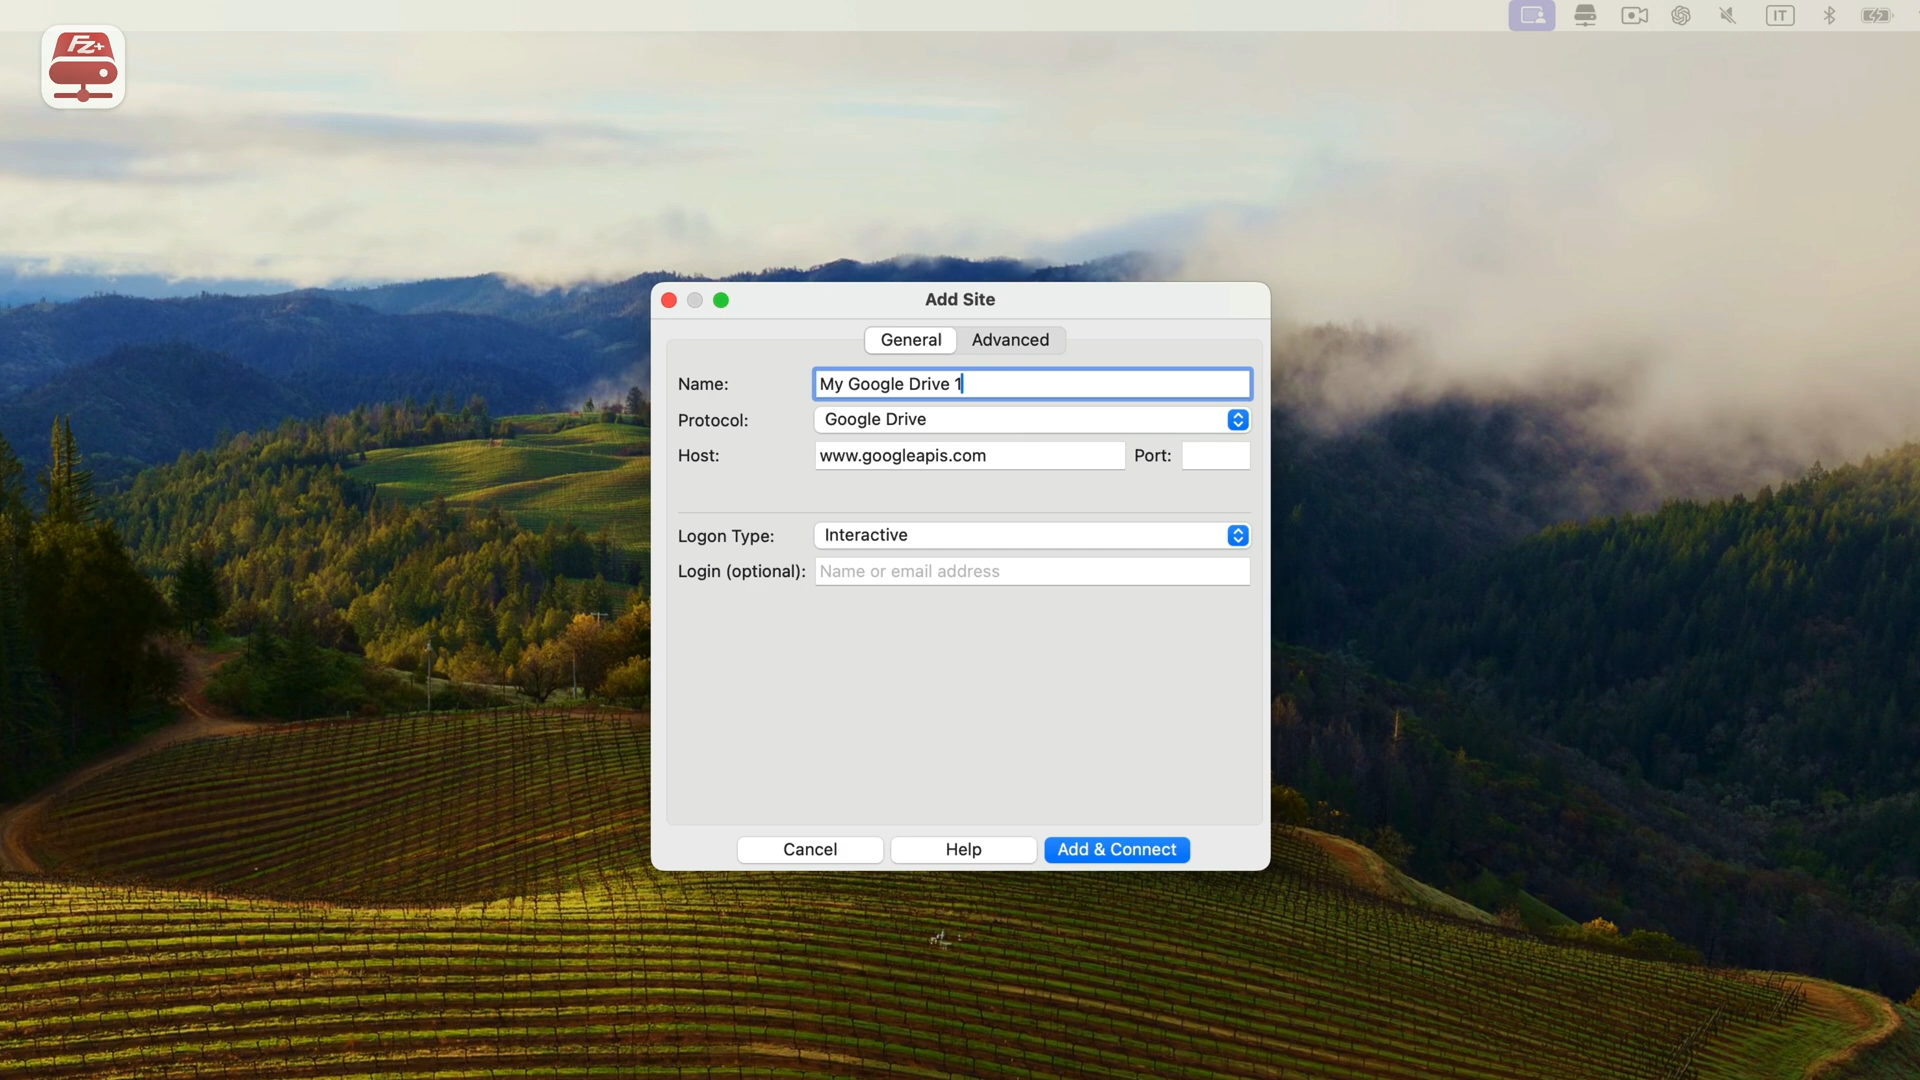 FZ+
IT
Add Site
General Advanced
Name: My Google Drive 1
Protocol: Google Drive
Host: www.googleapis.com Port:
Logon Type: Interactive
Login (optional): Name or email address
Cancel Help Add & Connect